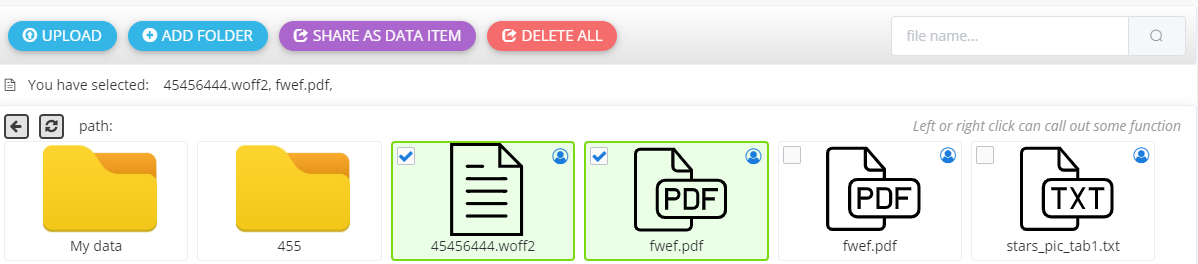 UPLOAD ADD FOLDER SHARE AS DATA ITEM DELETE ALL file name...
You have selected: 45456444.woff2, fwef.pdf,
path: Left or right click can call out some function
PDF PDF TXT
My data 455 45456444.woff2 fwef.pdf fwef.pdf stars_pic_tab1.txt